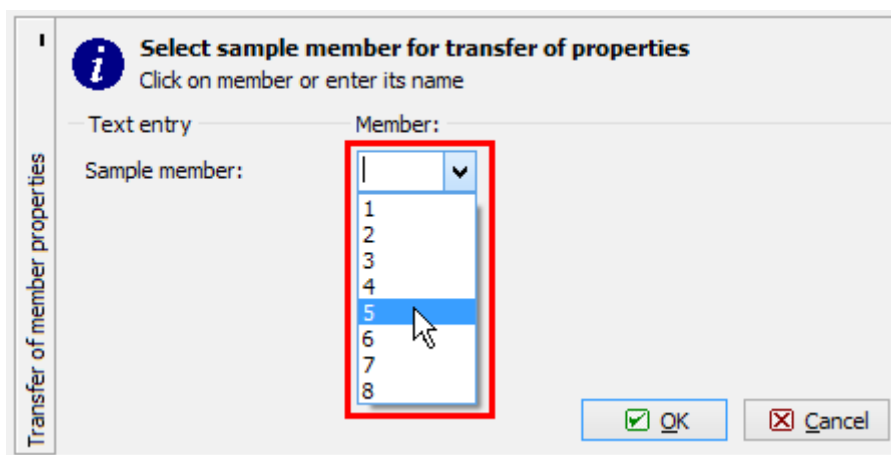 Select sample member for transfer of properties
Click on member or enter its name
Text entry Member:
Sample member:
1
2
3
4
5
6
7
8
OK Cancel
Transfer of member properties